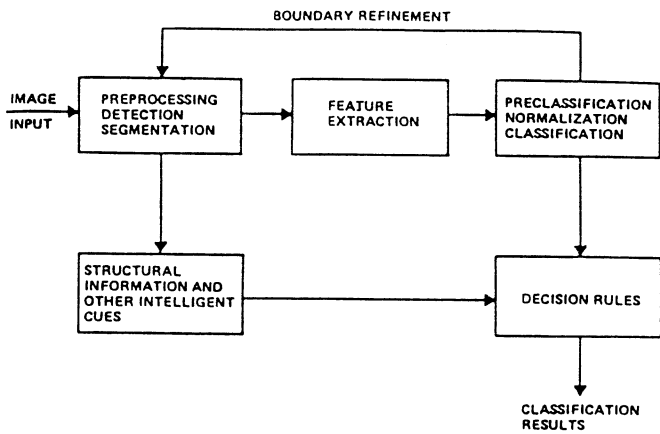 BOUNDARY REFINEMENT
IMAGE
INPUT
PREPROCESSING
DETECTION
SEGMENTATION
FEATURE
EXTRACTION
PRECLASSIFICATION
NORMALIZATION
CLASSIFICATION
STRUCTURAL
INFORMATION AND
OTHER INTELLIGENT
CUES
DECISION RULES
CLASSIFICATION
RESULTS